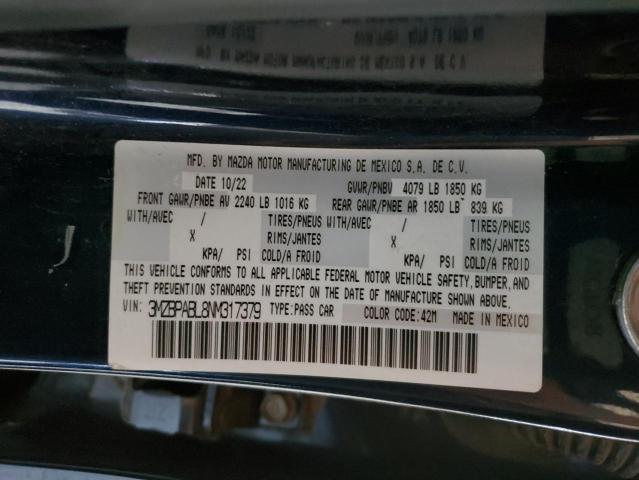 MFD. BY MAZDA MOTOR MANUFACTURING DE MEXICO S.A. DE C.V.
DATE 10/22 GVWR/PNBV 4079 LB 1850 KG
FRONT GAWR/PNBE AV 2240 LB 1016 KG REAR GAWR/PNBE AR 1850 LB 839 KG
WITH/AVEC / TIRES/PNEUS WITH/AVEC / TIRES/PNEUS
X RIMS/JANTES X RIMS/JANTES
KPA/ PSI COLD/A FROID KPA/ PSI COLD/A FROID
THIS VEHICLE CONFORMS TO ALL APPLICABLE FEDERAL MOTOR VEHICLE SAFETY, BUMPER, AND
THEFT PREVENTION STANDARDS IN EFFECT ON THE DATE OF MANUFACTURE SHOWN ABOVE.
VIN: 3MZBPABL8NM317379 TYPE: PASS CAR COLOR CODE: 42M MADE IN MEXICO